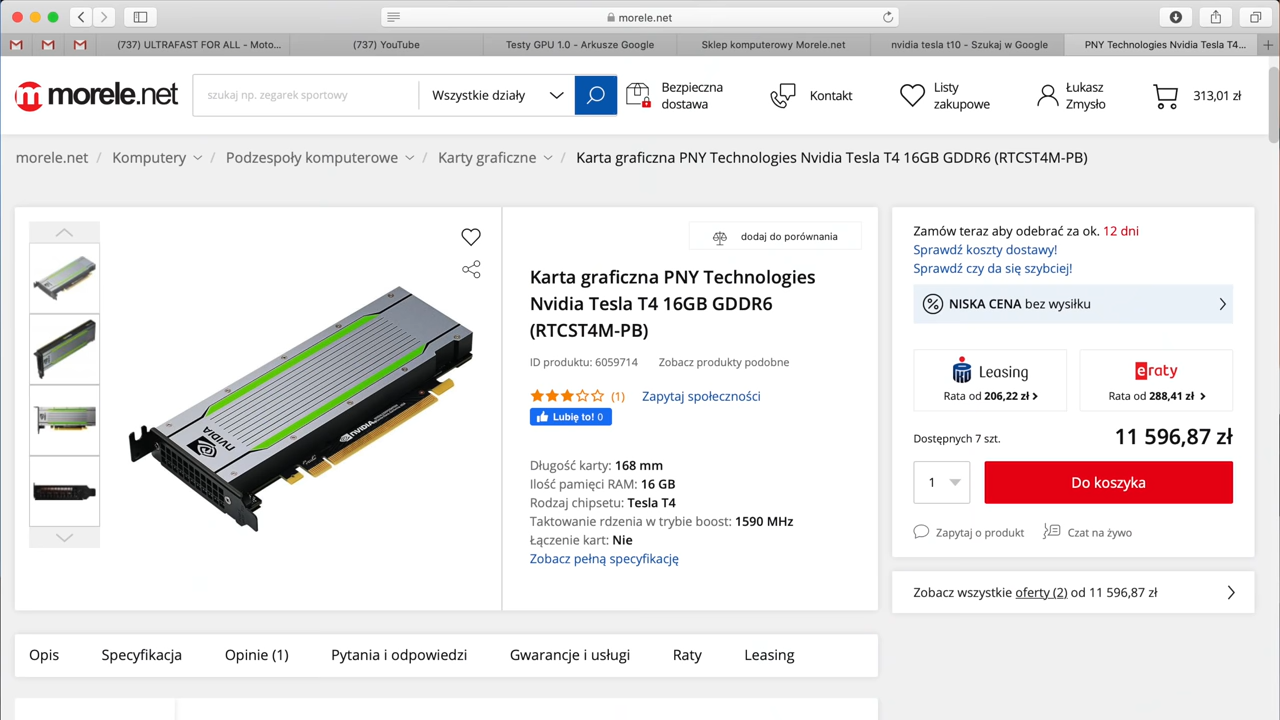 morele.net
(737) ULTRAFAST FOR ALL - Moto...
(737) YouTube
Testy GPU 1.0 - Arkusze Google
Sklep komputerowy Morele.net
nvidia tesla t10 - Szukaj w Google
PNY Technologies Nvidia Tesla T4...
morele.net
szukaj np. zegarek sportowy
Wszystkie działy
Bezpieczna
dostawa
Kontakt
Listy
zakupowe
Łukasz
Zmysło
313,01 zł
morele.net / Komputery / Podzespoły komputerowe / Karty graficzne / Karta graficzna PNY Technologies Nvidia Tesla T4 16GB GDDR6 (RTCST4M-PB)
dodaj do porównania
Karta graficzna PNY Technologies
Nvidia Tesla T4 16GB GDDR6
(RTCST4M-PB)
ID produktu: 6059714 Zobacz produkty podobne
(1) Zapytaj społeczności
Lubię to! 0
Długość karty: 168 mm
Ilość pamięci RAM: 16 GB
Rodzaj chipsetu: Tesla T4
Taktowanie rdzenia w trybie boost: 1590 MHz
Łączenie kart: Nie
Zobacz pełną specyfikację
NVIDIA
NVIDIA
Zamów teraz aby odebrać za ok. 12 dni
Sprawdź koszty dostawy!
Sprawdź czy da się szybciej!
NISKA CENA bez wysiłku
Leasing
Rata od 206,22 zł
eraty
Rata od 288,41 zł
Dostępnych 7 szt.
11 596,87 zł
1
Do koszyka
Zapytaj o produkt
Czat na żywo
Zobacz wszystkie oferty (2) od 11 596,87 zł
Opis
Specyfikacja
Opinie (1)
Pytania i odpowiedzi
Gwarancje i usługi
Raty
Leasing